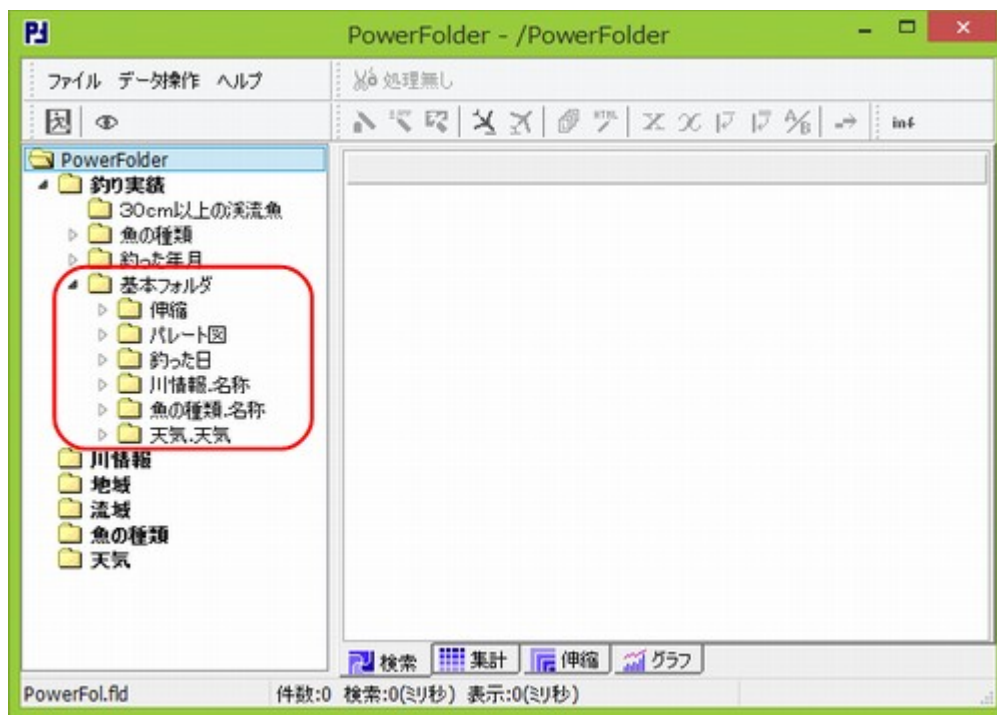 PowerFolder - /PowerFolder
ファイル データ操作 ヘルプ
処理無し
HTML
A/B
inf
PowerFolder
釣り実績
30cm以上の渓流魚
魚の種類
釣った年月
基本フォルダ
伸縮
パレート図
釣った日
川情報.名称
魚の種類.名称
天気.天気
川情報
地域
流域
魚の種類
天気
検索 集計 伸縮 グラフ
PowerFol.fld 件数:0 検索:0(ミリ秒) 表示:0(ミリ秒)